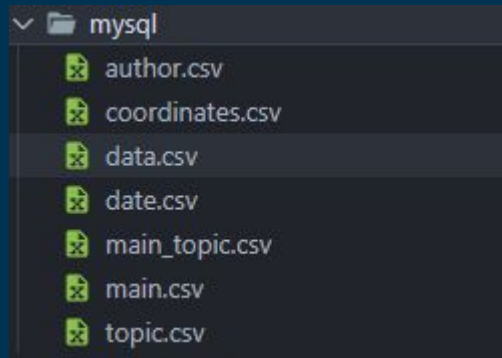 mysql
author.csv
coordinates.csv
data.csv
date.csv
main_topic.csv
main.csv
topic.csv